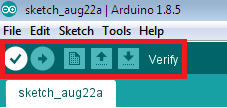 sketch_aug22a | Arduino 1.8.5
File Edit Sketch Tools Help
Verify
sketch_aug22a